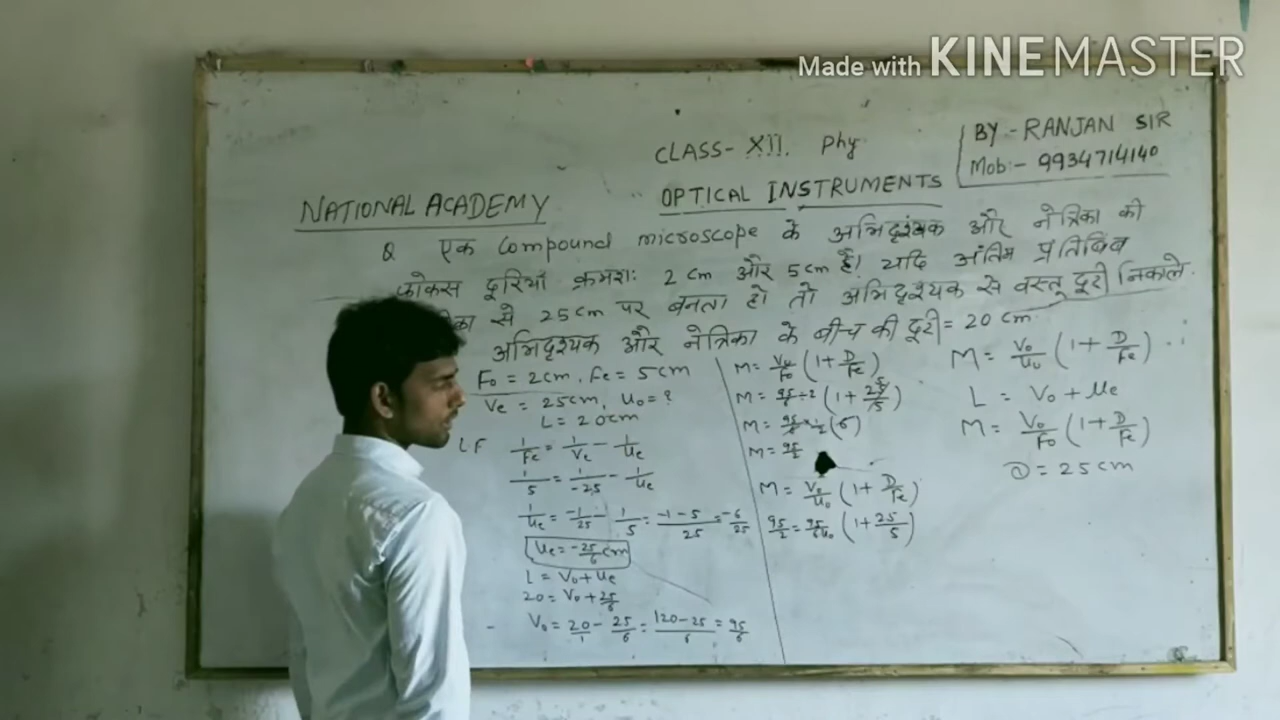 Made with KINEMASTER
CLASS- XII. Phy
BY:- RANJAN SIR
Mob:- 9934714140
NATIONAL ACADEMY
OPTICAL INSTRUMENTS
Q एक Compound microscope के अभिदृश्यक और नेत्रिका की
फोकस दूरियाँ क्रमशः 2 cm और 5cm हैं। यदि अंतिम प्रतिबिंब
का से 25cm पर बनता हो तो अभिदृश्यक से वस्तु दूरी निकाले.
अभिदृश्यक और नेत्रिका के बीच की दूरी = 20 cm.
Fo = 2cm, Fe = 5cm
Ve = 25cm, uo = ?
L = 20cm
LF 1/Fe = 1/Ve - 1/ue
1/5 = 1/-25 - 1/ue
1/ue = -1/25 - 1/5 = -1-5/25 = -6/25
ue = -25/6 cm
L = Vo + ue
20 = Vo + 25/6
Vo = 20/1 - 25/6 = 120-25/6 = 95/6
M = Vo/Fo (1 + D/Fe)
M = 95/6 ÷ 2 (1 + 25/5)
M = 95/6 × 1/2 (6)
M = 95/2
M = Vo/uo (1 + D/Fe)
95/2 = 95/6uo (1 + 25/5)
M = Vo/uo (1 + D/Fe)
L = Vo + ue
M = Vo/Fo (1 + D/Fe)
D = 25 cm